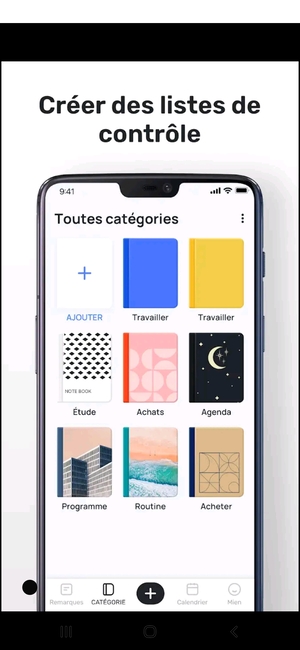 Créer des listes de
contrôle
9:41
Toutes catégories
AJOUTER
Travailler
Travailler
NOTE BOOK
Étude
Achats
Agenda
Programme
Routine
Acheter
Remarques
CATÉGORIE
Calendrier
Mien